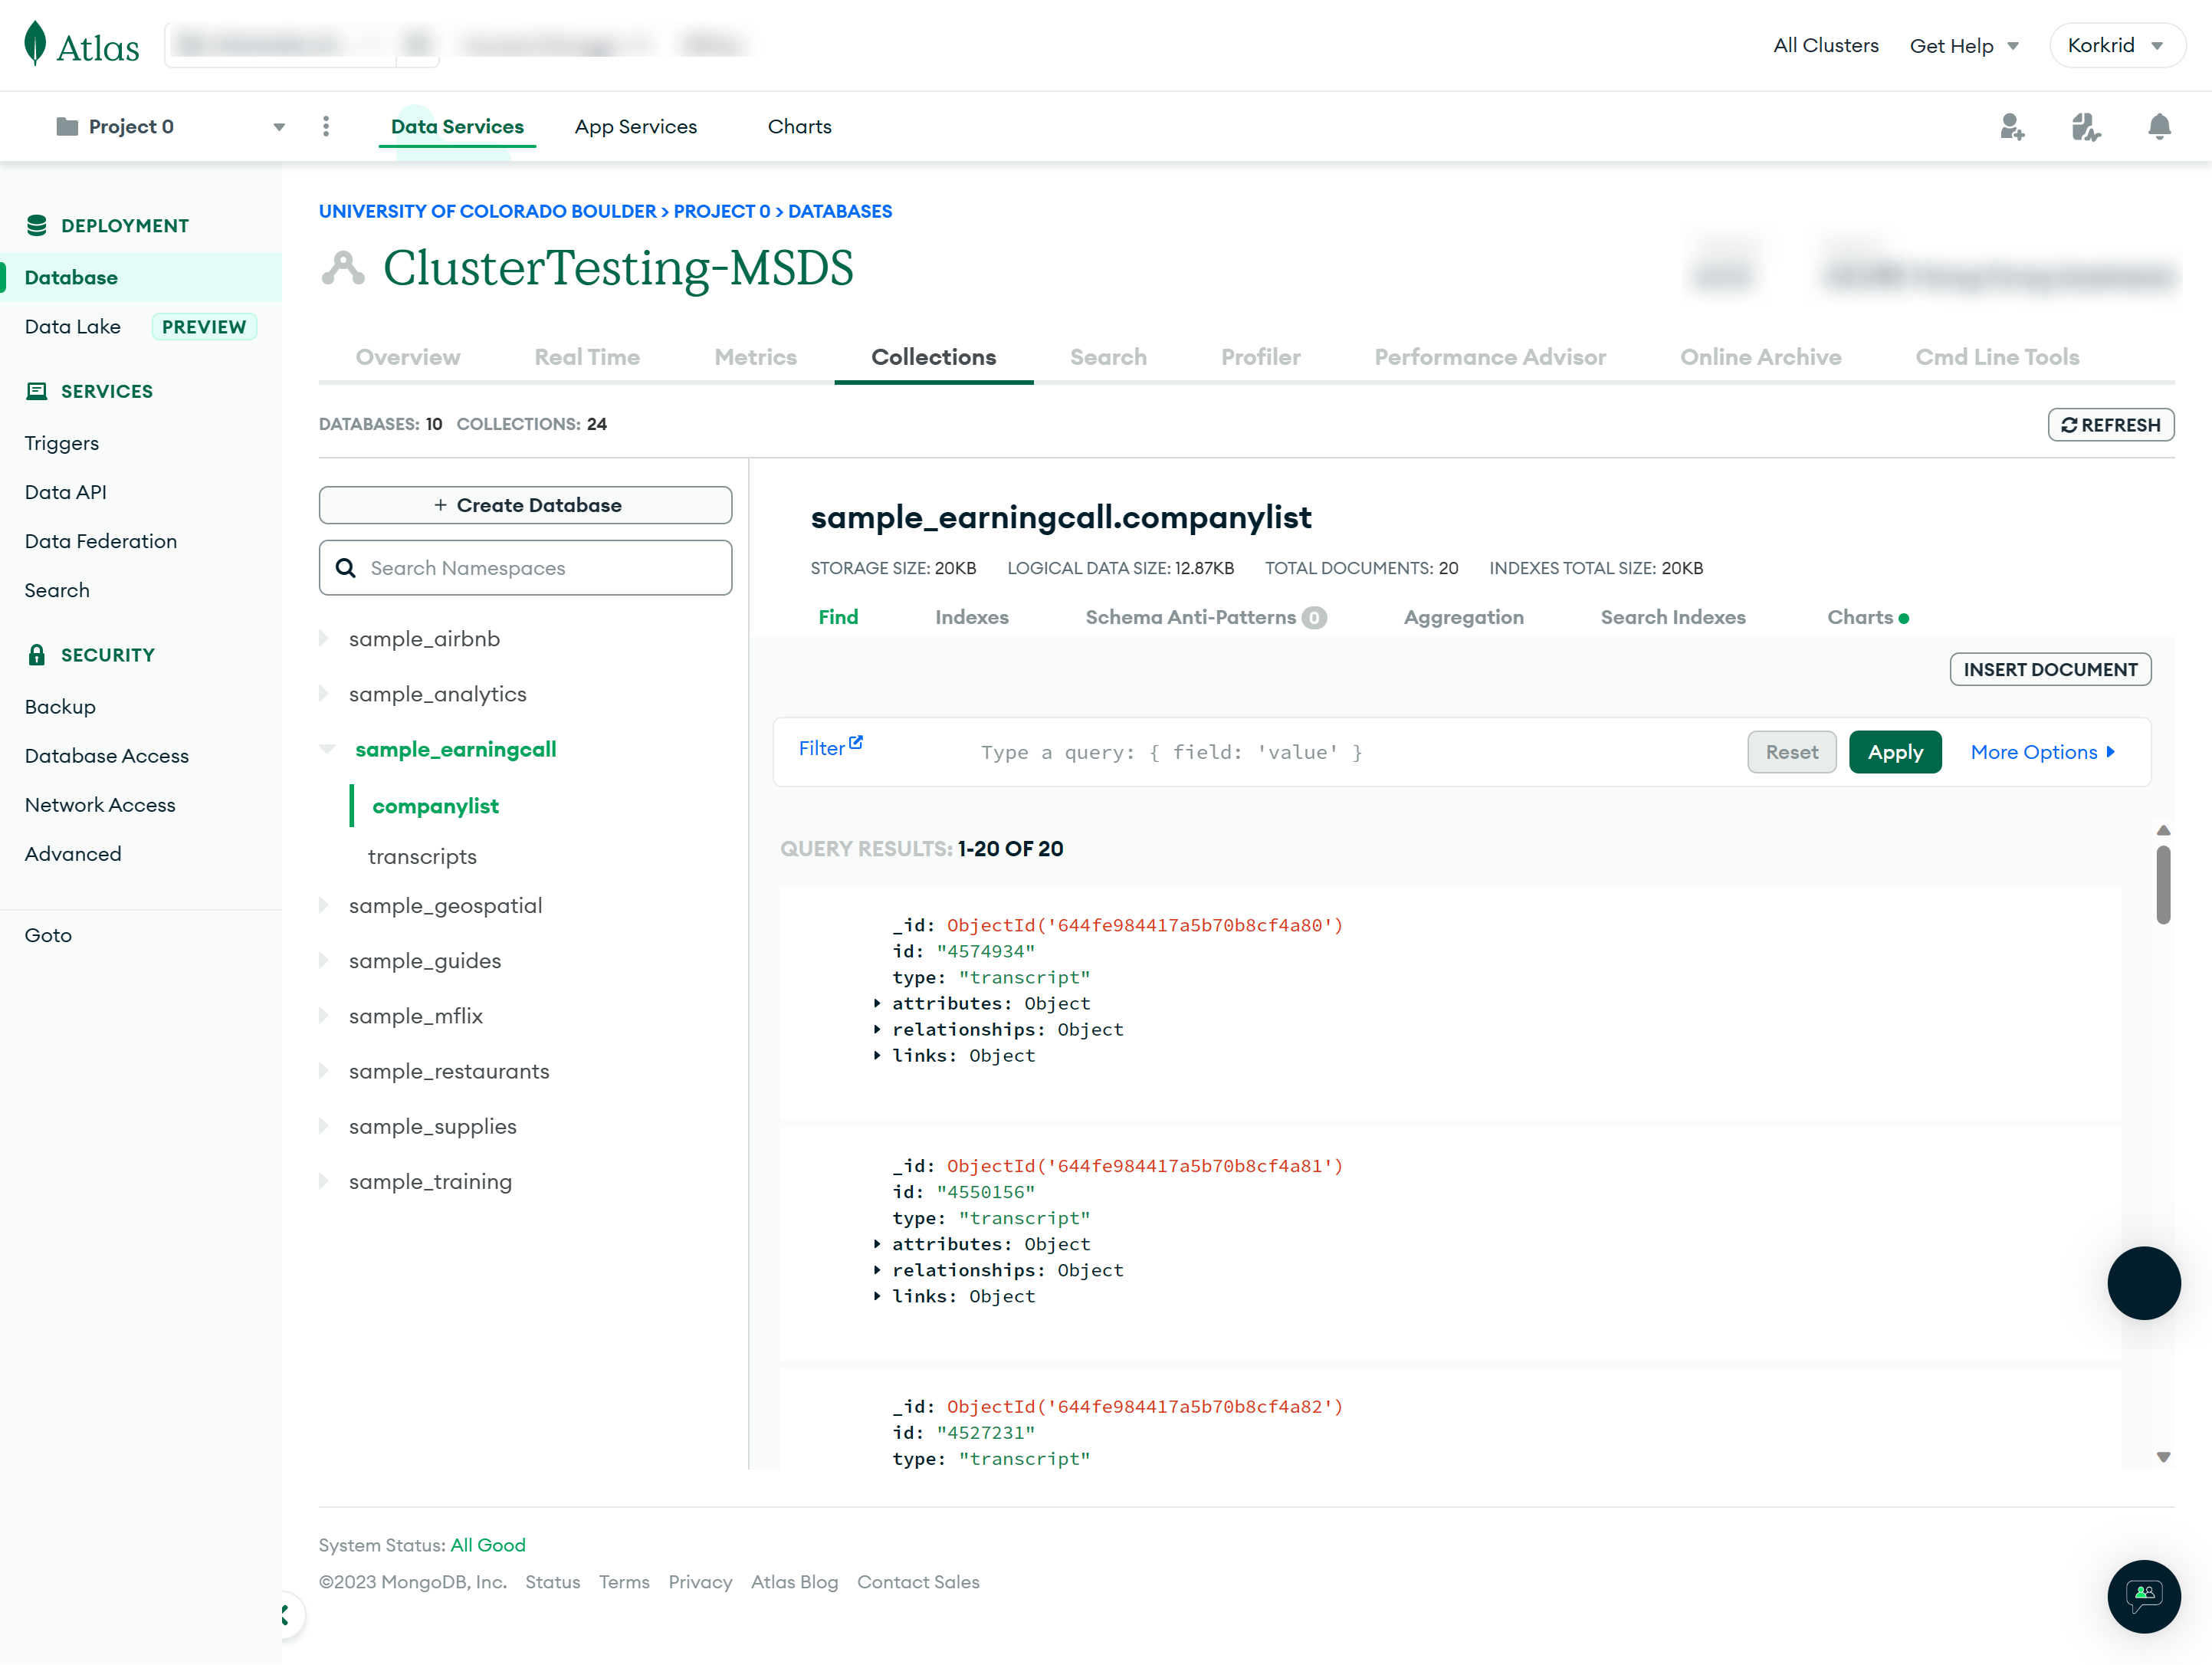 Atlas
All Clusters Get Help Korkrid
Project 0 Data Services App Services Charts
DEPLOYMENT
Database
Data Lake PREVIEW
SERVICES
Triggers
Data API
Data Federation
Search
SECURITY
Backup
Database Access
Network Access
Advanced
Goto
UNIVERSITY OF COLORADO BOULDER > PROJECT 0 > DATABASES
ClusterTesting-MSDS
Overview Real Time Metrics Collections Search Profiler Performance Advisor Online Archive Cmd Line Tools
DATABASES: 10 COLLECTIONS: 24 REFRESH
+ Create Database
Search Namespaces
sample_airbnb
sample_analytics
sample_earningcall
companylist
transcripts
sample_geospatial
sample_guides
sample_mflix
sample_restaurants
sample_supplies
sample_training
sample_earningcall.companylist
STORAGE SIZE: 20KB LOGICAL DATA SIZE: 12.87KB TOTAL DOCUMENTS: 20 INDEXES TOTAL SIZE: 20KB
Find Indexes Schema Anti-Patterns 0 Aggregation Search Indexes Charts
INSERT DOCUMENT
Filter Type a query: { field: 'value' } Reset Apply More Options
QUERY RESULTS: 1-20 OF 20
_id: ObjectId('644fe984417a5b70b8cf4a80')
id: "4574934"
type: "transcript"
attributes: Object
relationships: Object
links: Object
_id: ObjectId('644fe984417a5b70b8cf4a81')
id: "4550156"
type: "transcript"
attributes: Object
relationships: Object
links: Object
_id: ObjectId('644fe984417a5b70b8cf4a82')
id: "4527231"
type: "transcript"
System Status: All Good
©2023 MongoDB, Inc. Status Terms Privacy Atlas Blog Contact Sales